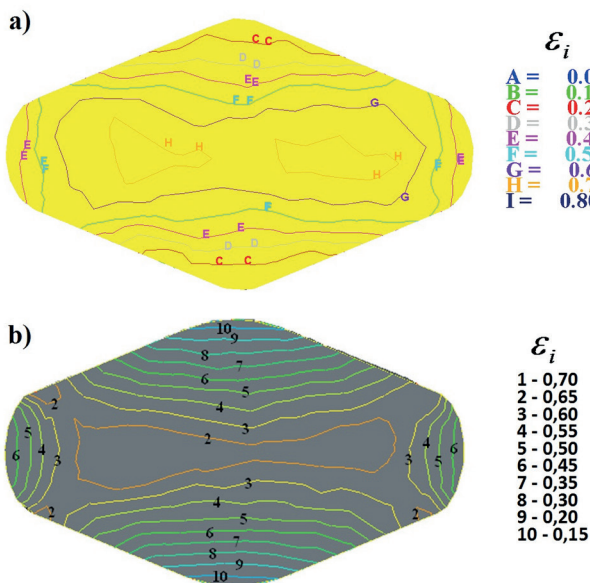 a)
C C
D D
E E
F F
G
E E
H H
H
H
F F
F
E E
G
F
E E
D D
C C
εᵢ
A = 0.0
B = 0.1
C = 0.2
D = 0.3
E = 0.4
F = 0.5
G = 0.6
H = 0.7
I = 0.80
b)
10
9
8 7
6 5
4
3
2
2
5 4 3
6
2
3 4 5 6
3
4 5
6 7
8 9
10
2
2
εᵢ
1 - 0,70
2 - 0,65
3 - 0,60
4 - 0,55
5 - 0,50
6 - 0,45
7 - 0,35
8 - 0,30
9 - 0,20
10 - 0,15